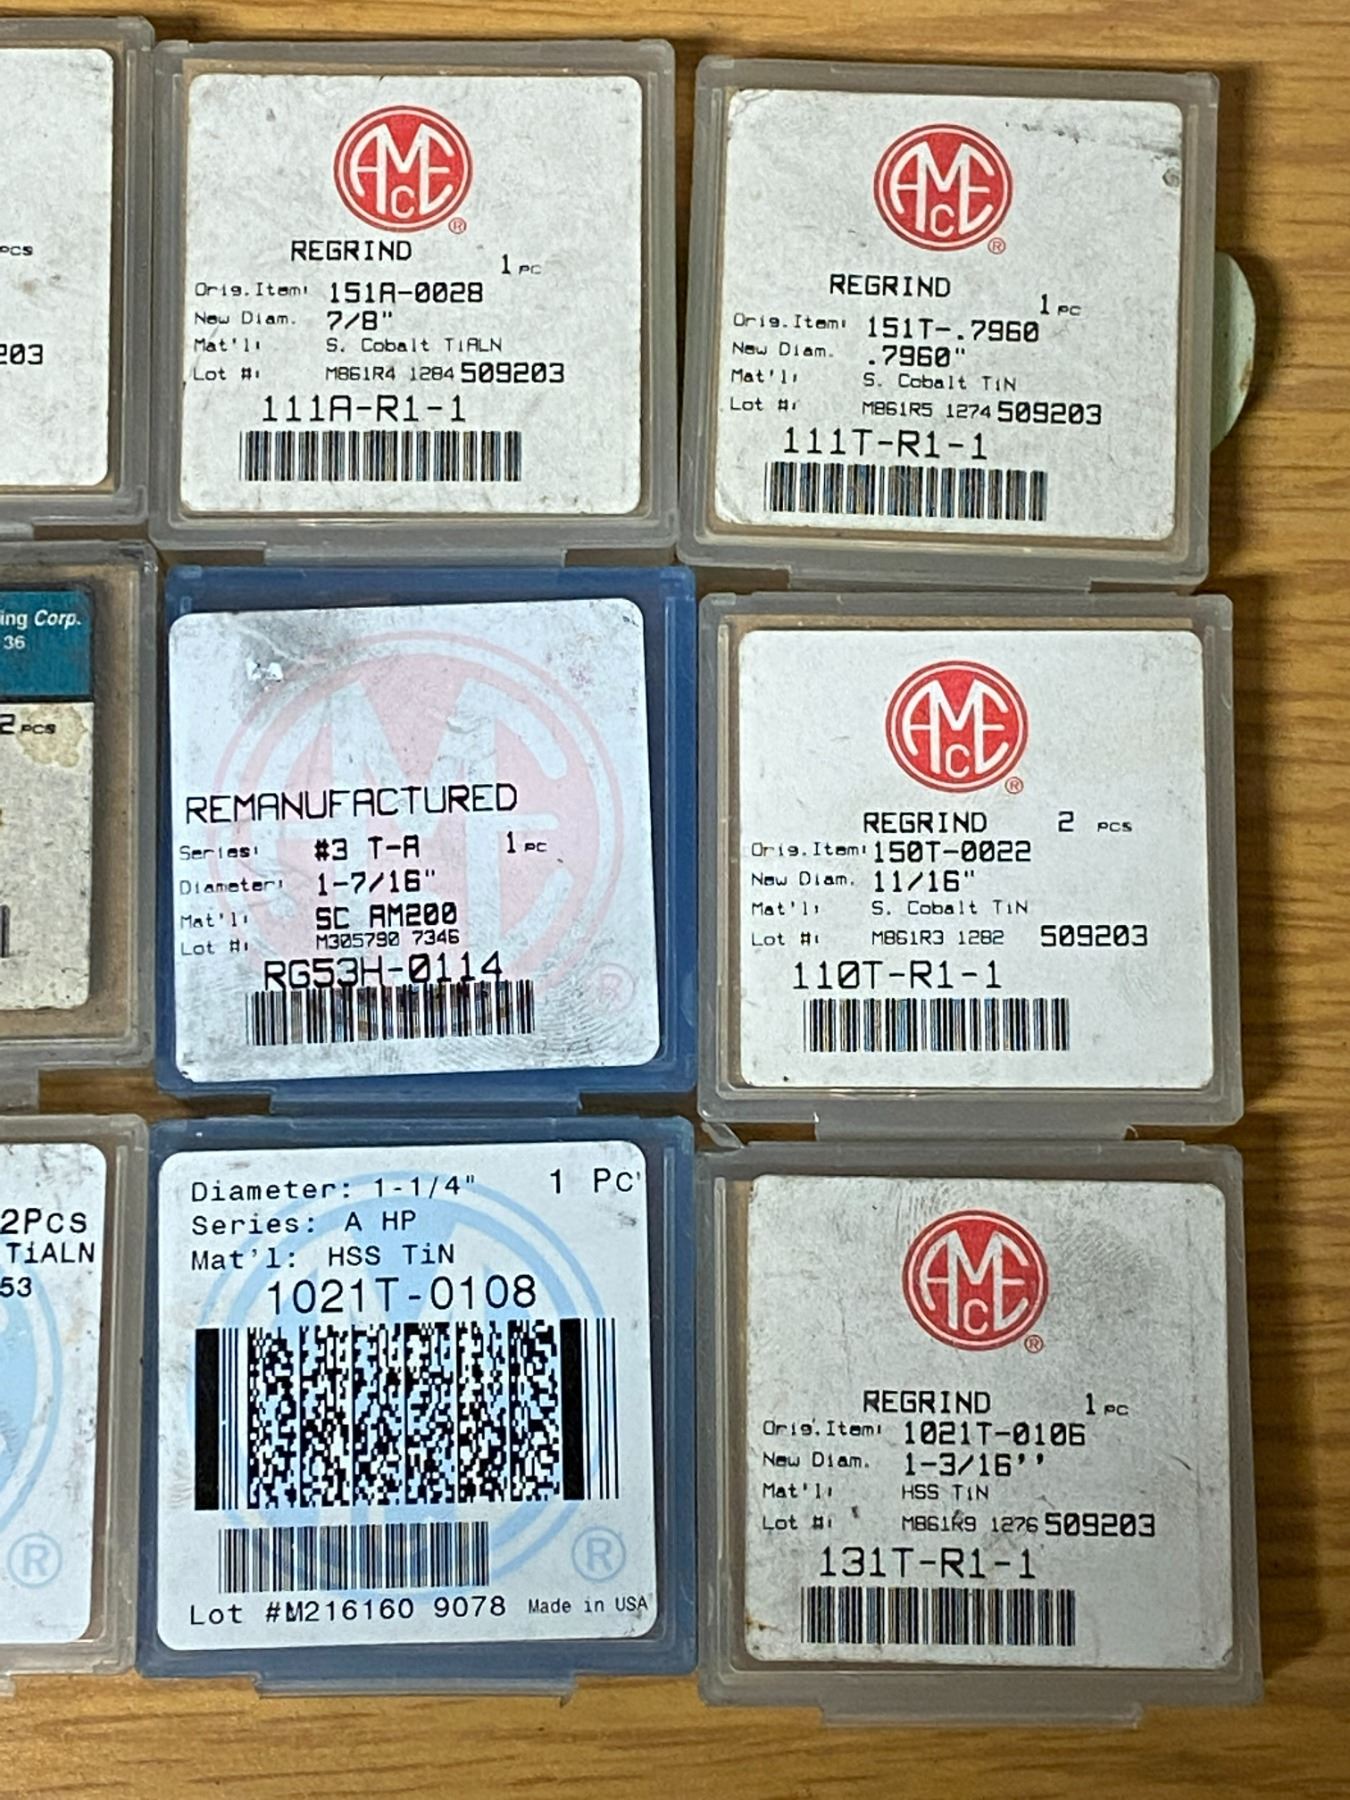 PCS
203
AMEC
®
REGRIND
1 PC
Orig.Item: 151A-0028
New Diam. 7/8"
Mat'l: S. Cobalt TiALN
Lot #: M861R4 1284 509203
111A-R1-1
AMEC
®
REGRIND
1 PC
Orig.Item: 151T-.7960
New Diam. .7960"
Mat'l: S. Cobalt TiN
Lot #: M861R5 1274 509203
111T-R1-1
ing Corp.
36
2 PCS
AMEC
REMANUFACTURED
Series: #3 T-A 1 PC
Diameter: 1-7/16"
Mat'l: SC AM200
Lot #: M305790 7346
RG53H-0114
®
AMEC
®
REGRIND 2 PCS
Orig.Item: 150T-0022
New Diam. 11/16"
Mat'l: S. Cobalt TiN
Lot #: M861R3 1282 509203
110T-R1-1
2Pcs
TiALN
53
®
Diameter: 1-1/4" 1 Pc
Series: A HP
Mat'l: HSS TiN
1021T-0108
®
Lot #M216160 9078 Made in USA
AMEC
®
REGRIND 1 PC
Orig.Item: 1021T-0106
New Diam. 1-3/16''
Mat'l: HSS TiN
Lot #: M861R9 1276 509203
131T-R1-1